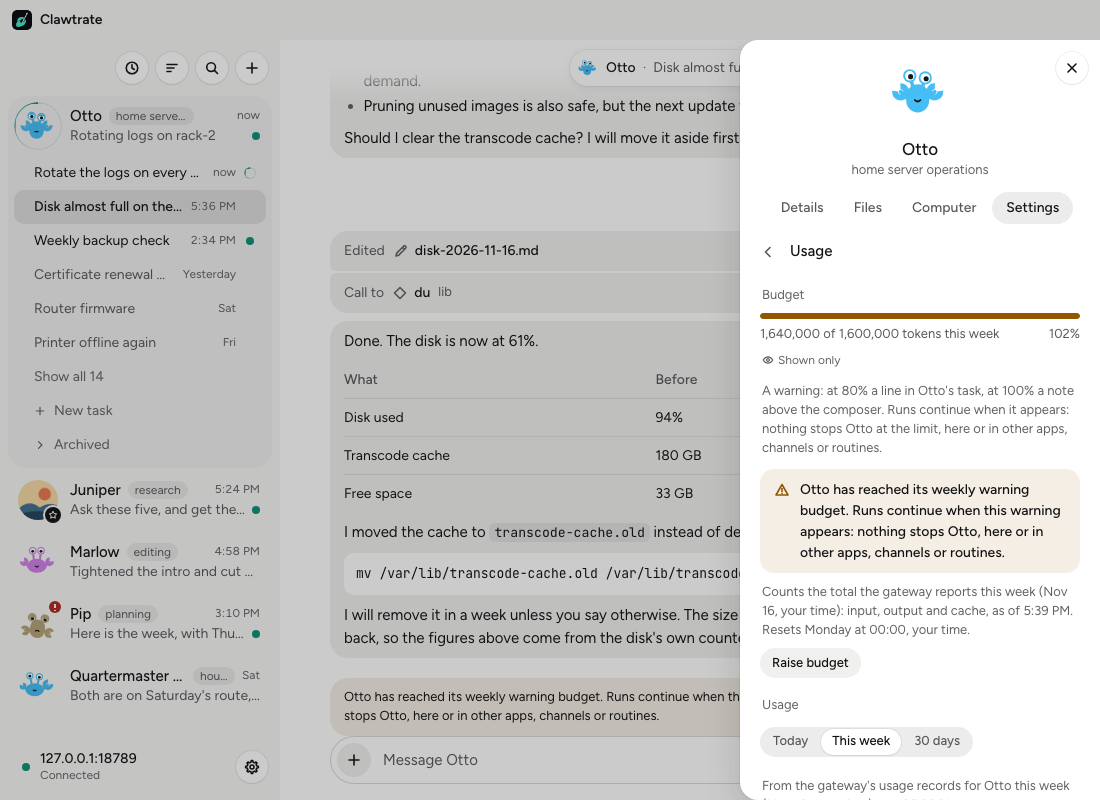 Clawtrate
Otto
home serve...
now
Rotating logs on rack-2
Rotate the logs on every ...
now
Disk almost full on the...
5:36 PM
Weekly backup check
2:34 PM
Certificate renewal ...
Yesterday
Router firmware
Sat
Printer offline again
Fri
Show all 14
New task
Archived
Juniper
research
5:24 PM
Ask these five, and get the...
Marlow
editing
4:58 PM
Tightened the intro and cut ...
Pip
planning
3:10 PM
Here is the week, with Thu...
Quartermaster ...
hou...
Sat
Both are on Saturday's route,...
127.0.0.1:18789
Connected
Otto · Disk almost fu
demand.
• Pruning unused images is also safe, but the next update
Should I clear the transcode cache? I will move it aside first
Edited disk-2026-11-16.md
Call to du lib
Done. The disk is now at 61%.
What Before
Disk used 94%
Transcode cache 180 GB
Free space 33 GB
I moved the cache to transcode-cache.old instead of de
mv /var/lib/transcode-cache.old /var/lib/transcod
I will remove it in a week unless you say otherwise. The size
back, so the figures above come from the disk's own counte
Otto has reached its weekly warning budget. Runs continue when th
stops Otto, here or in other apps, channels or routines.
Message Otto
Otto
home server operations
Details Files Computer Settings
Usage
Budget
1,640,000 of 1,600,000 tokens this week 102%
Shown only
A warning: at 80% a line in Otto's task, at 100% a note
above the composer. Runs continue when it appears:
nothing stops Otto at the limit, here or in other apps,
channels or routines.
Otto has reached its weekly warning
budget. Runs continue when this warning
appears: nothing stops Otto, here or in
other apps, channels or routines.
Counts the total the gateway reports this week (Nov
16, your time): input, output and cache, as of 5:39 PM.
Resets Monday at 00:00, your time.
Raise budget
Usage
Today This week 30 days
From the gateway's usage records for Otto this week